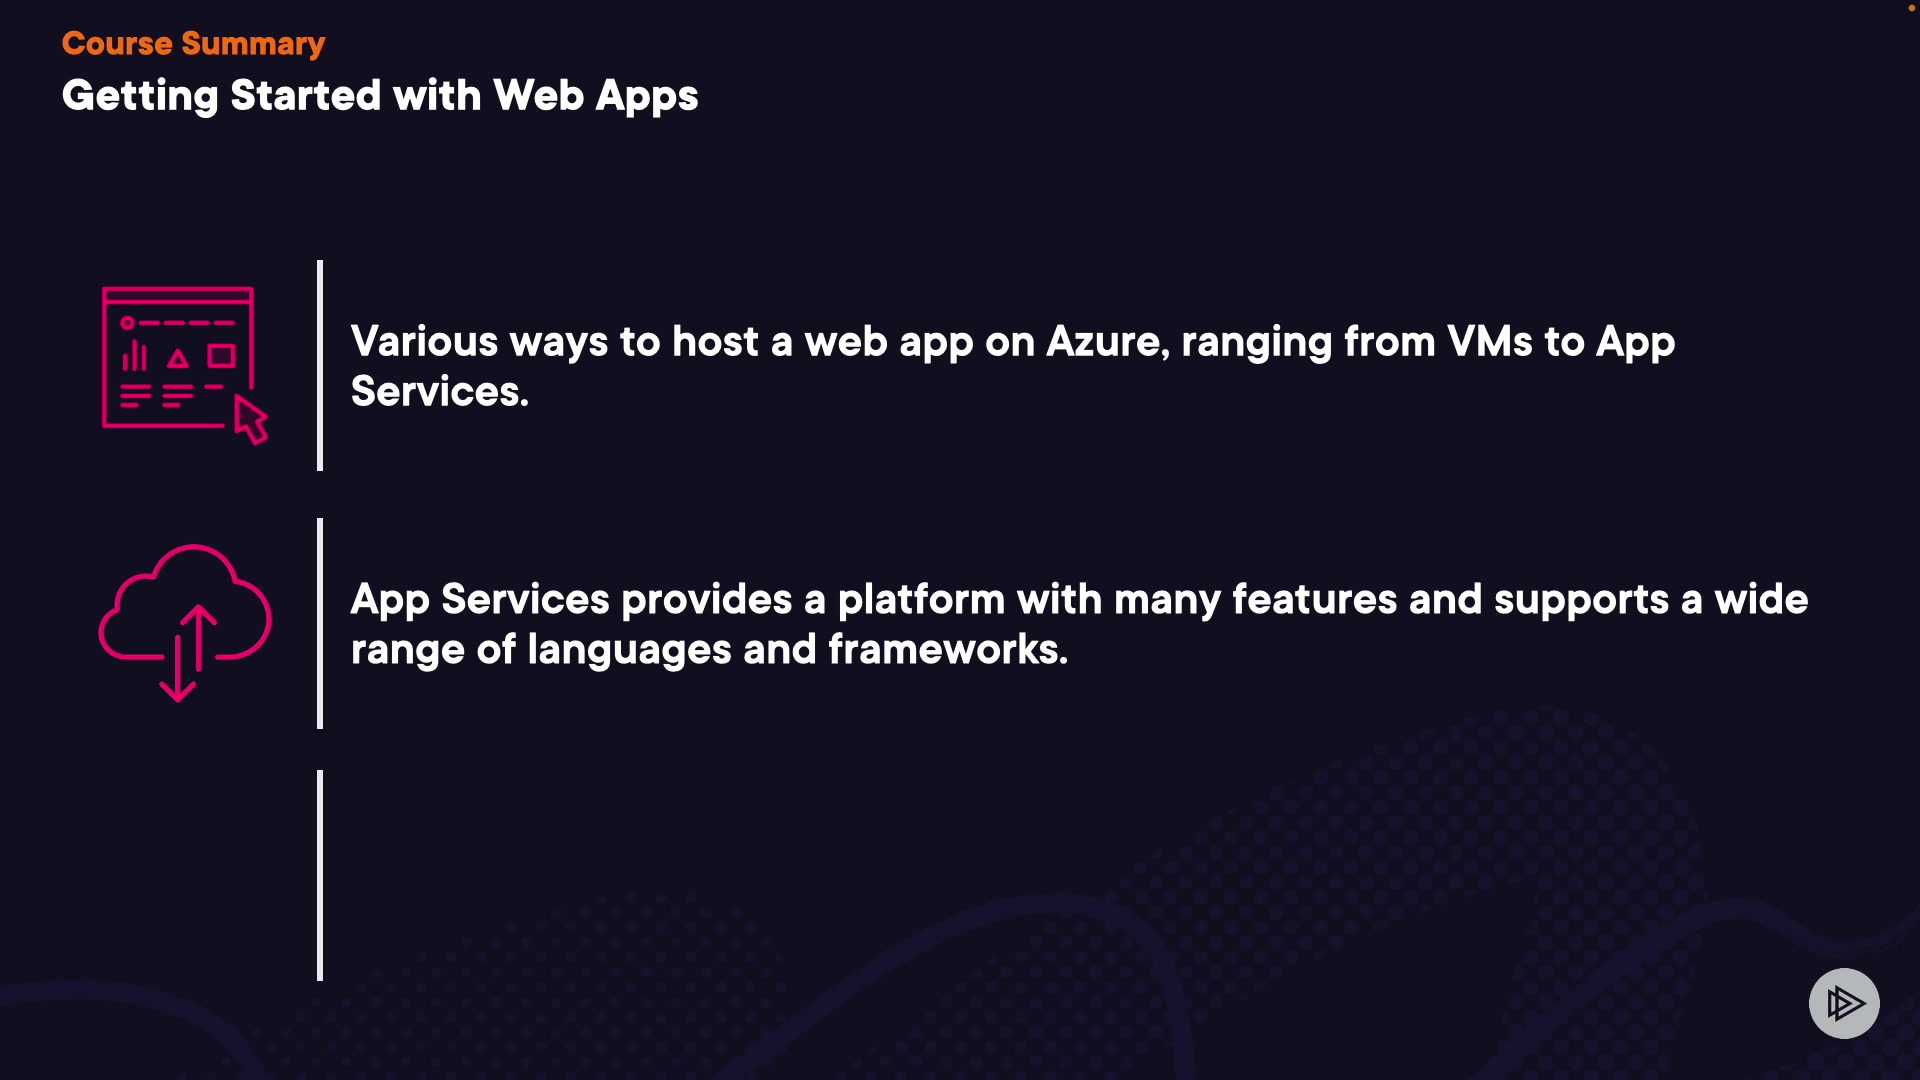 Course Summary
Getting Started with Web Apps
Various ways to host a web app on Azure, ranging from VMs to App
Services.
App Services provides a platform with many features and supports a wide
range of languages and frameworks.